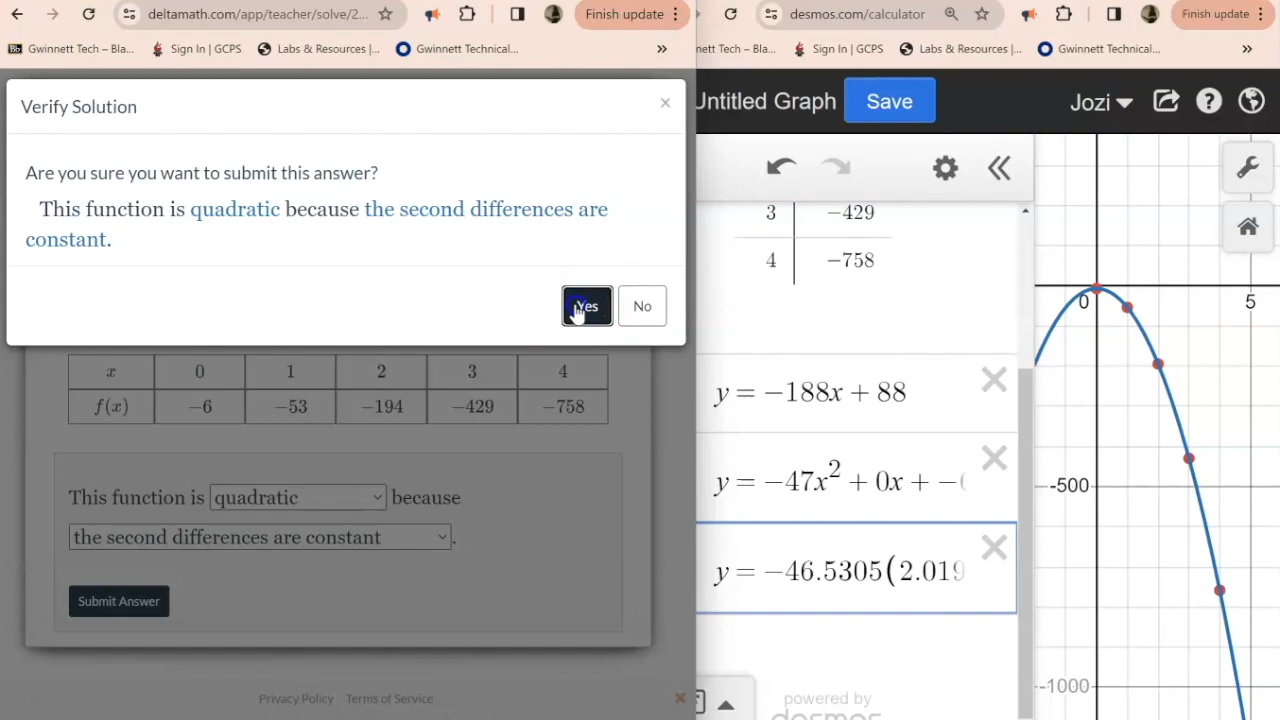 deltamath.com/app/teacher/solve/2...
Finish update
Bb Gwinnett Tech – Bla...
Sign In | GCPS
Labs & Resources |...
Gwinnett Technical...
»
Verify Solution
×
Are you sure you want to submit this answer?
This function is quadratic because the second differences are
constant.
Yes
No
x 0 1 2 3 4
f(x) −6 −53 −194 −429 −758
This function is quadratic because
the second differences are constant .
Submit Answer
Privacy Policy Terms of Service
desmos.com/calculator
Finish update
nett Tech – Bla...
Sign In | GCPS
Labs & Resources |...
Gwinnett Technical...
»
Untitled Graph
Save
Jozi
3 −429
4 −758
y = −188x + 88
y = −47x² + 0x + −
y = −46.5305(2.019
powered by
desmos
0
5
-500
-1000